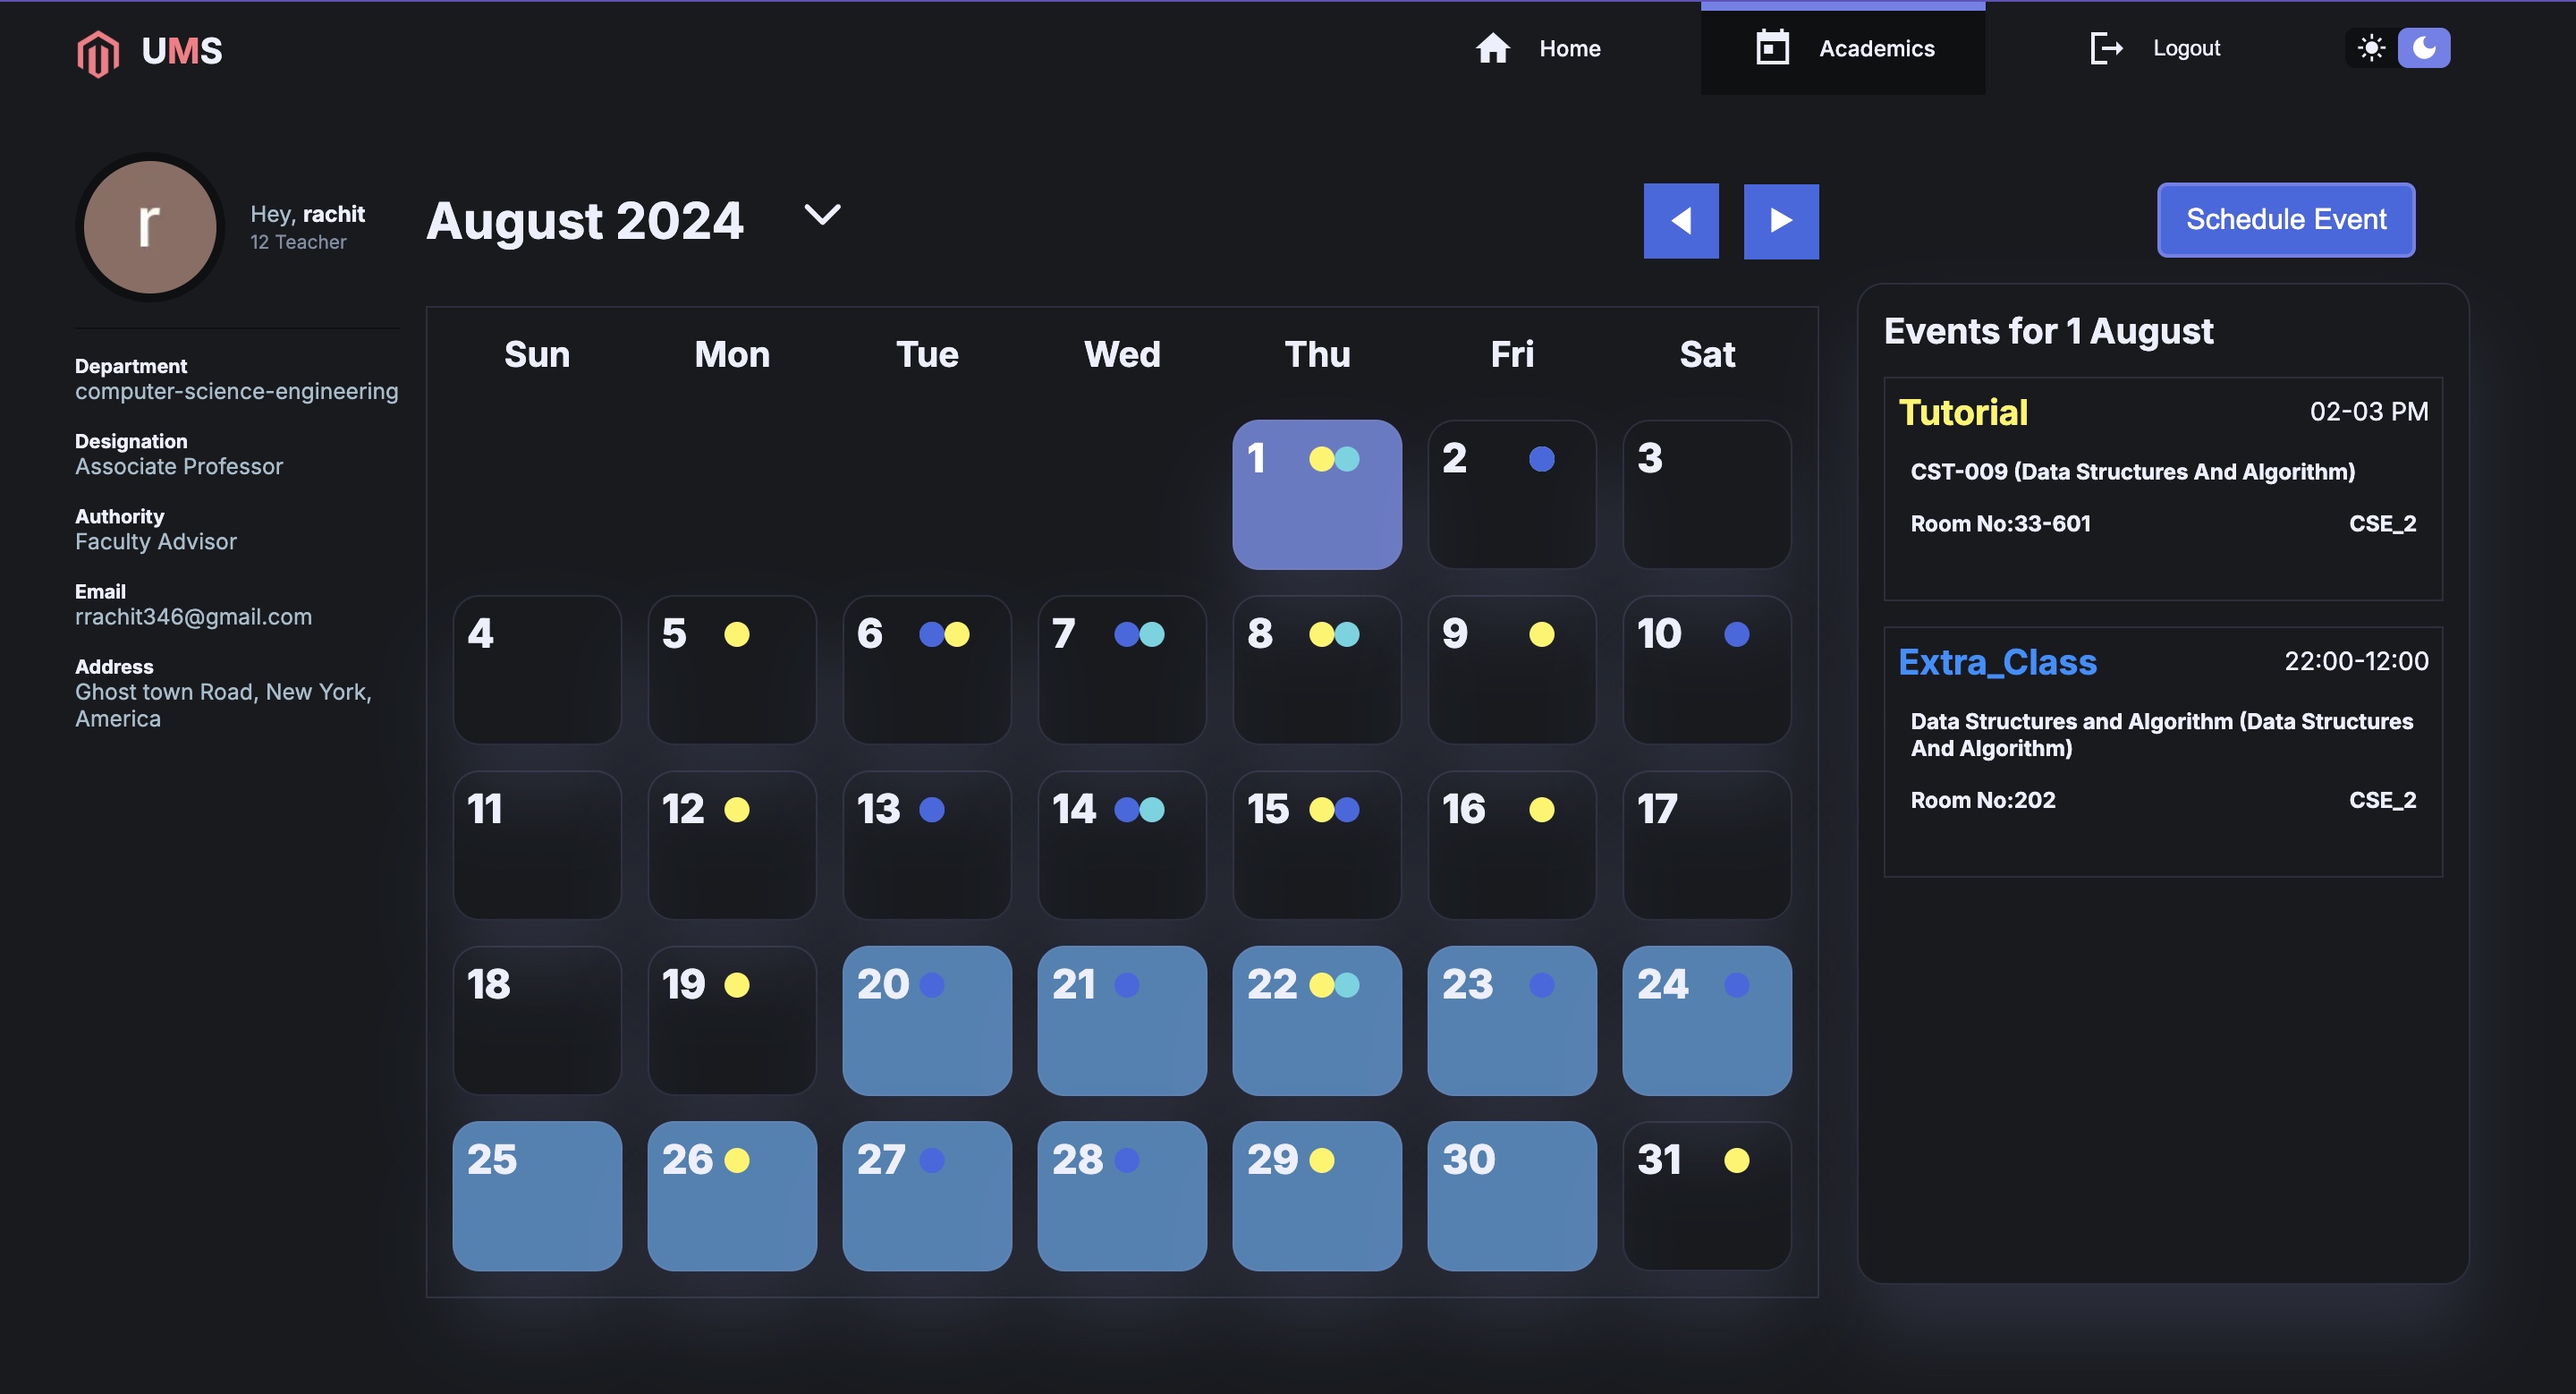 UMS
Home
Academics
Logout
r
Hey, rachit
12 Teacher
Department
computer-science-engineering
Designation
Associate Professor
Authority
Faculty Advisor
Email
rrachit346@gmail.com
Address
Ghost town Road, New York,
America
August 2024
Sun Mon Tue Wed Thu Fri Sat
1 2 3
4 5 6 7 8 9 10
11 12 13 14 15 16 17
18 19 20 21 22 23 24
25 26 27 28 29 30 31
Schedule Event
Events for 1 August
Tutorial 02-03 PM
CST-009 (Data Structures And Algorithm)
Room No:33-601 CSE_2
Extra_Class 22:00-12:00
Data Structures and Algorithm (Data Structures
And Algorithm)
Room No:202 CSE_2